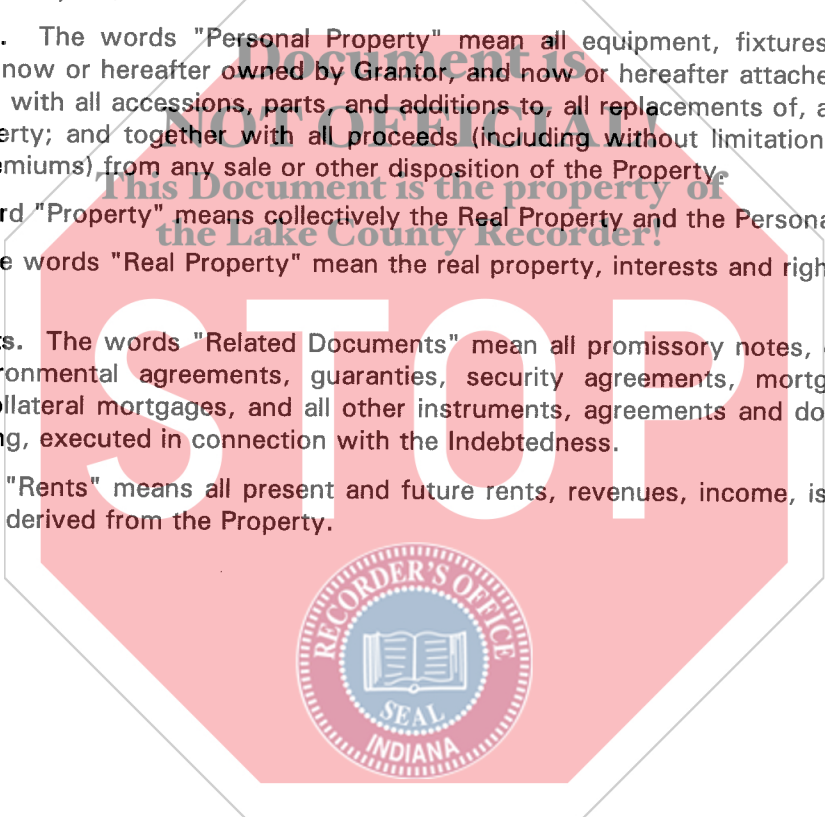 . The words "Personal Property" mean all equipment, fixtures
now or hereafter owned by Grantor, and now or hereafter attache
with all accessions, parts, and additions to, all replacements of, a
erty; and together with all proceeds (including without limitation
emiums) from any sale or other disposition of the Property.
rd "Property" means collectively the Real Property and the Persona
e words "Real Property" mean the real property, interests and righ
ts. The words "Related Documents" mean all promissory notes,
ronmental agreements, guaranties, security agreements, mortg
llateral mortgages, and all other instruments, agreements and do
ng, executed in connection with the Indebtedness.
"Rents" means all present and future rents, revenues, income, is
derived from the Property.
Document is
NOT OFFICIAL!
This Document is the property of
the Lake County Recorder!
STOP
RECORDER'S OFFICE
SEAL
INDIANA